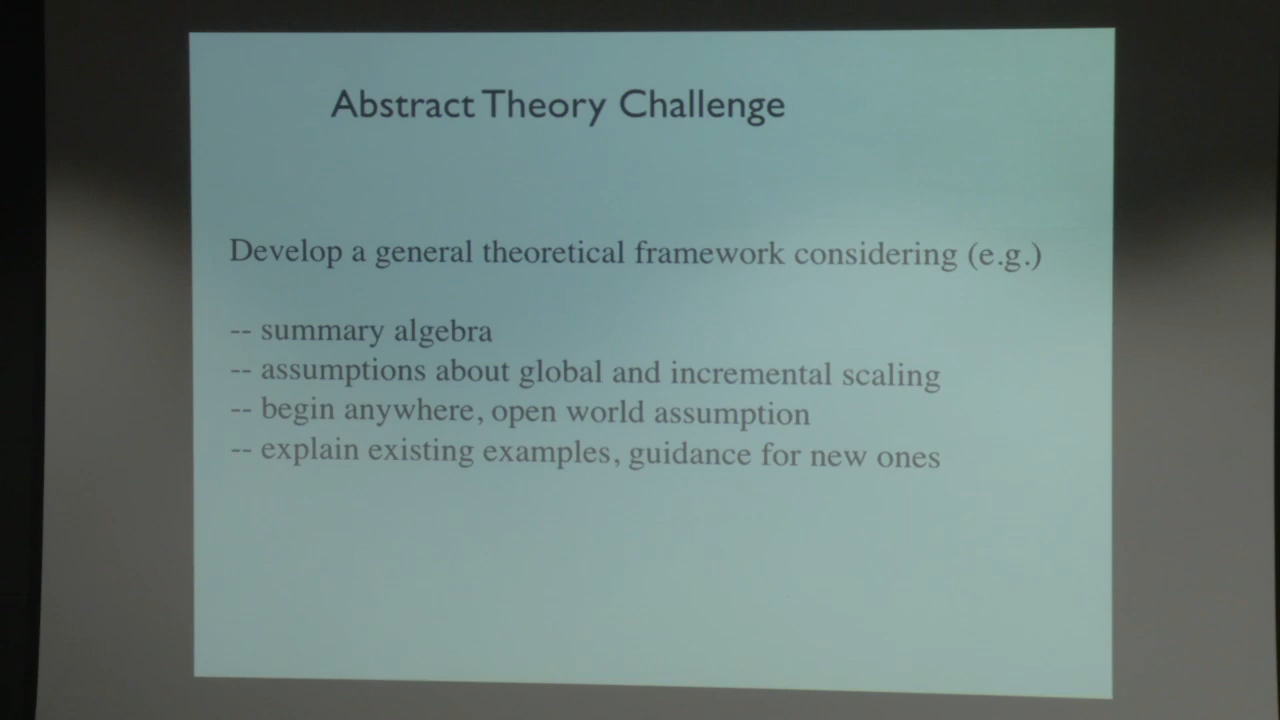 Abstract Theory Challenge
Develop a general theoretical framework considering (e.g.)
-- summary algebra
-- assumptions about global and incremental scaling
-- begin anywhere, open world assumption
-- explain existing examples, guidance for new ones